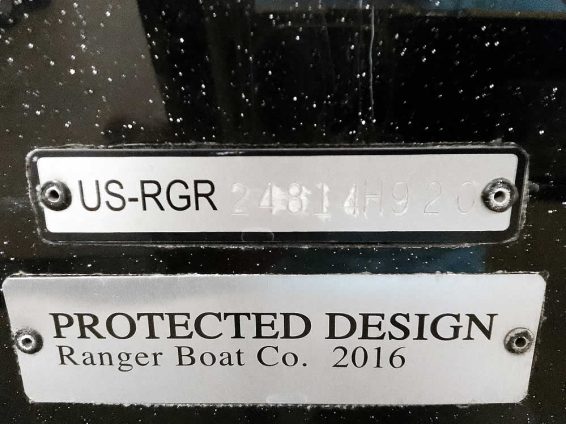 US-RGR 24814H920
PROTECTED DESIGN
Ranger Boat Co. 2016